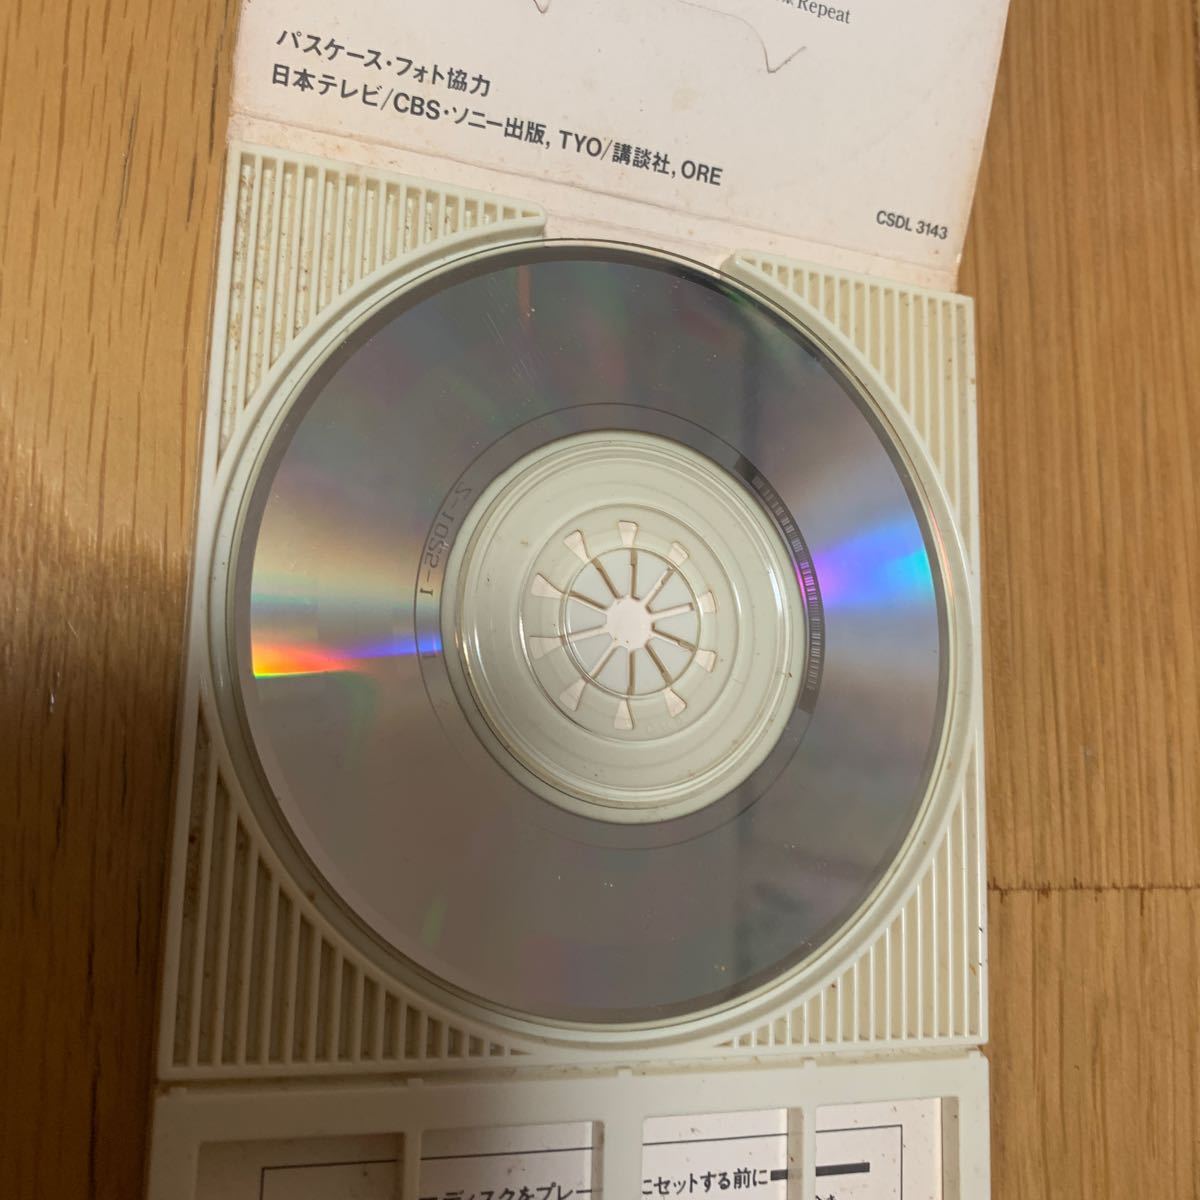 Repeat
パスケース・フォト協力
日本テレビ/CBS・ソニー出版, TYO/講談社, ORE
CSDL 3143
Z-1025-1
ディスクをプレー
にセットする前に